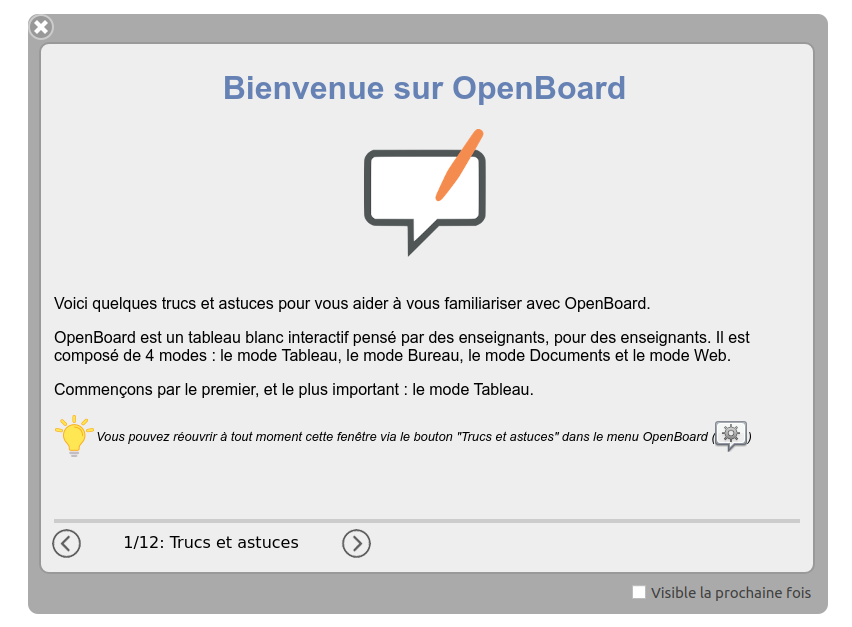 Bienvenue sur OpenBoard
Voici quelques trucs et astuces pour vous aider à vous familiariser avec OpenBoard.
OpenBoard est un tableau blanc interactif pensé par des enseignants, pour des enseignants. Il est
composé de 4 modes : le mode Tableau, le mode Bureau, le mode Documents et le mode Web.
Commençons par le premier, et le plus important : le mode Tableau.
Vous pouvez réouvrir à tout moment cette fenêtre via le bouton "Trucs et astuces" dans le menu OpenBoard ( )
1/12: Trucs et astuces
Visible la prochaine fois